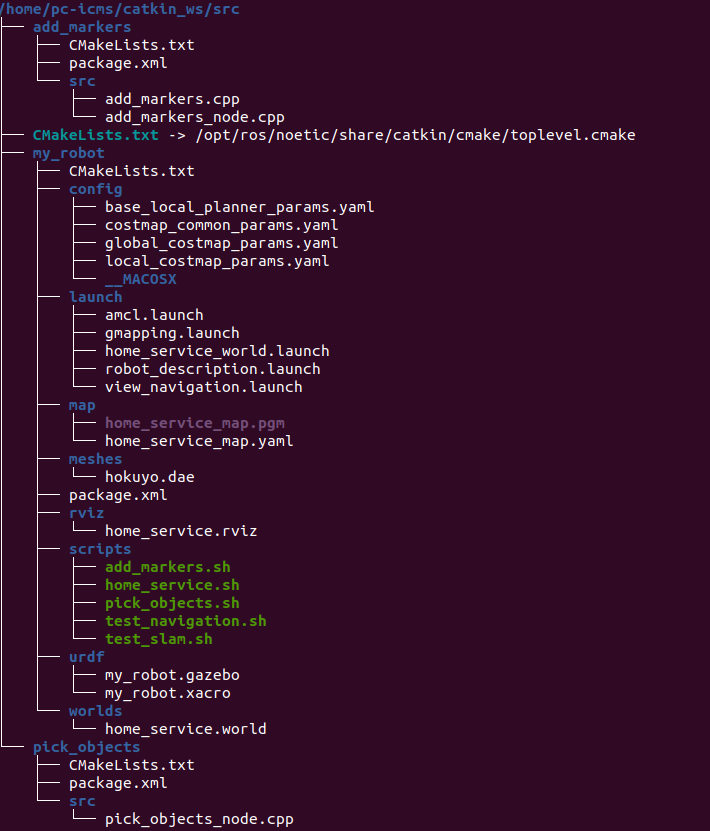 /home/pc-icms/catkin_ws/src
add_markers
CMakeLists.txt
package.xml
src
add_markers.cpp
add_markers_node.cpp
CMakeLists.txt -> /opt/ros/noetic/share/catkin/cmake/toplevel.cmake
my_robot
CMakeLists.txt
config
base_local_planner_params.yaml
costmap_common_params.yaml
global_costmap_params.yaml
local_costmap_params.yaml
__MACOSX
launch
amcl.launch
gmapping.launch
home_service_world.launch
robot_description.launch
view_navigation.launch
map
home_service_map.pgm
home_service_map.yaml
meshes
hokuyo.dae
package.xml
rviz
home_service.rviz
scripts
add_markers.sh
home_service.sh
pick_objects.sh
test_navigation.sh
test_slam.sh
urdf
my_robot.gazebo
my_robot.xacro
worlds
home_service.world
pick_objects
CMakeLists.txt
package.xml
src
pick_objects_node.cpp